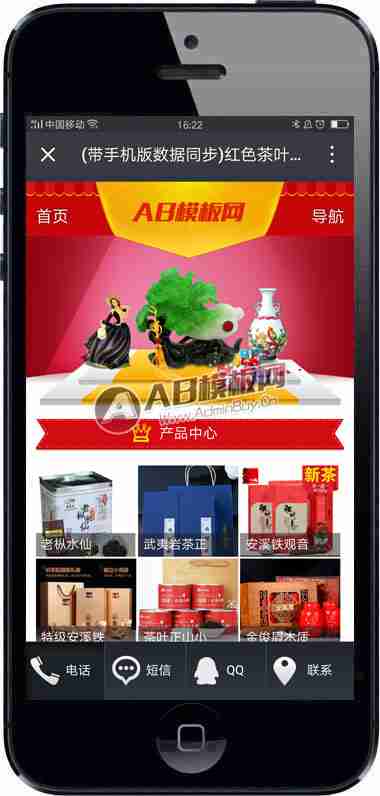 中国移动
16:22
(带手机版数据同步)红色茶叶...
首页
AB模板网
导航
AB模板网
Www.AdminBuy.Cn
产品中心
新茶
老枞水仙
武夷岩茶正
安溪铁观音
特级安溪铁
茶叶正山小
金俊眉木质
电话
短信
QQ
联系